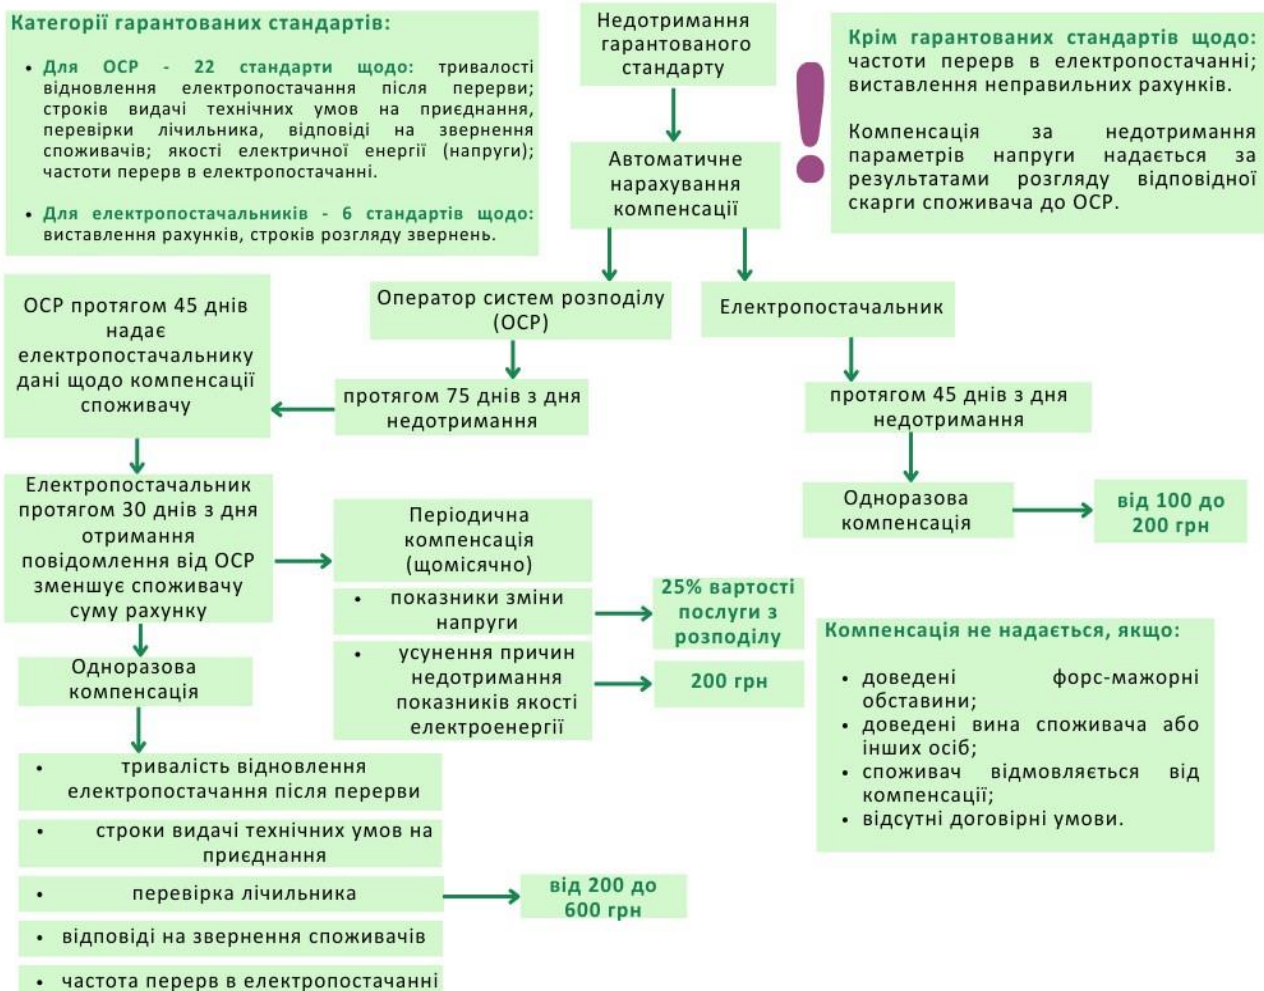 Категорії гарантованих стандартів:
• Для ОСР - 22 стандарти щодо: тривалості
відновлення електропостачання після перерви;
строків видачі технічних умов на приєднання,
перевірки лічильника, відповіді на звернення
споживачів; якості електричної енергії (напруги);
частоти перерв в електропостачанні.
• Для електропостачальників - 6 стандартів щодо:
виставлення рахунків, строків розгляду звернень.
Недотримання
гарантованого
стандарту
Автоматичне
нарахування
компенсації
Крім гарантованих стандартів щодо:
частоти перерв в електропостачанні;
виставлення неправильних рахунків.
Компенсація за недотримання
параметрів напруги надається за
результатами розгляду відповідної
скарги споживача до ОСР.
Оператор систем розподілу
(ОСР)
Електропостачальник
ОСР протягом 45 днів
надає
електропостачальнику
дані щодо компенсації
споживачу
протягом 75 днів з дня
недотримання
протягом 45 днів з дня
недотримання
Електропостачальник
протягом 30 днів з дня
отримання
повідомлення від ОСР
зменшує споживачу
суму рахунку
Періодична
компенсація
(щомісячно)
• показники зміни
напруги
• усунення причин
недотримання
показників якості
електроенергії
25% вартості
послуги з
розподілу
200 грн
Одноразова
компенсація
від 100 до
200 грн
Компенсація не надається, якщо:
• доведені форс-мажорні
обставини;
• доведені вина споживача або
інших осіб;
• споживач відмовляється від
компенсації;
• відсутні договірні умови.
Одноразова
компенсація
• тривалість відновлення
електропостачання після перерви
• строки видачі технічних умов на
приєднання
• перевірка лічильника
від 200 до
600 грн
• відповіді на звернення споживачів
• частота перерв в електропостачанні